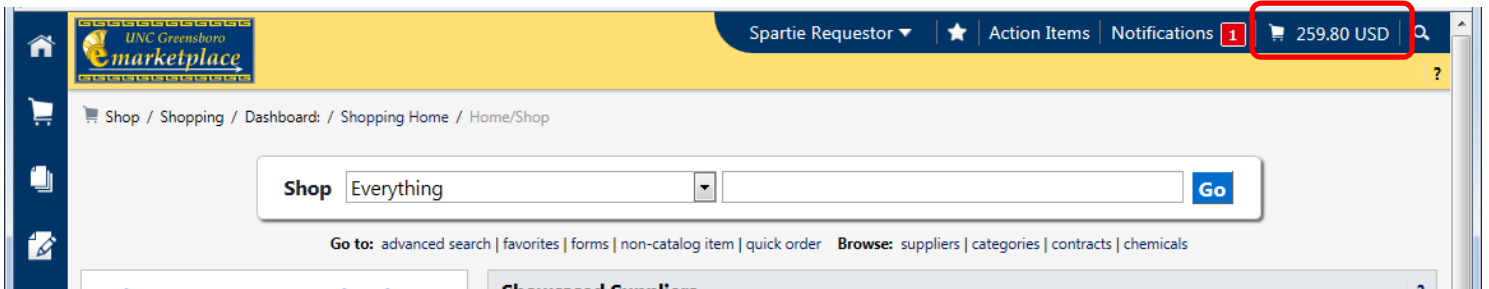 UNC Greensboro
emarketplace
Spartie Requestor ▼ | ★ | Action Items | Notifications 1 | 259.80 USD
?
Shop / Shopping / Dashboard: / Shopping Home / Home/Shop
Shop Everything Go
Go to: advanced search | favorites | forms | non-catalog item | quick order Browse: suppliers | categories | contracts | chemicals
Showcased Suppliers ?